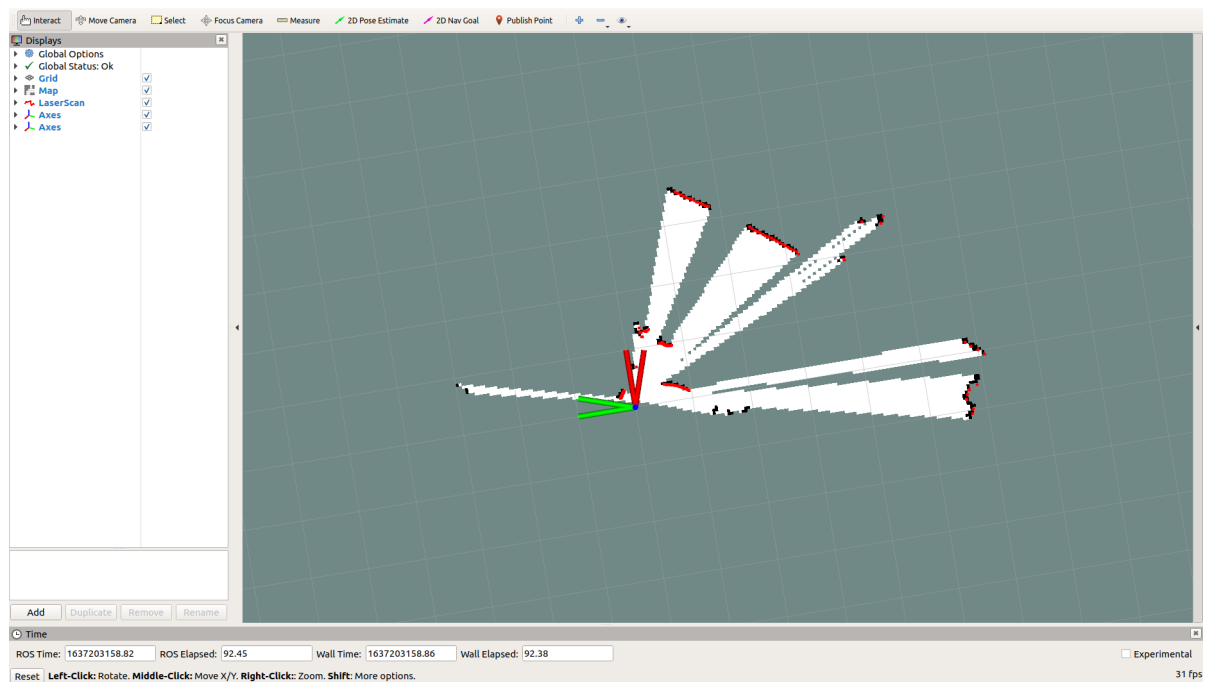 Interact Move Camera Select Focus Camera Measure 2D Pose Estimate 2D Nav Goal Publish Point
Displays
Global Options
Global Status: Ok
Grid
Map
LaserScan
Axes
Axes
Add Duplicate Remove Rename
Time
ROS Time: 1637203158.82 ROS Elapsed: 92.45 Wall Time: 1637203158.86 Wall Elapsed: 92.38 Experimental
Reset Left-Click: Rotate. Middle-Click: Move X/Y. Right-Click:: Zoom. Shift: More options. 31 fps